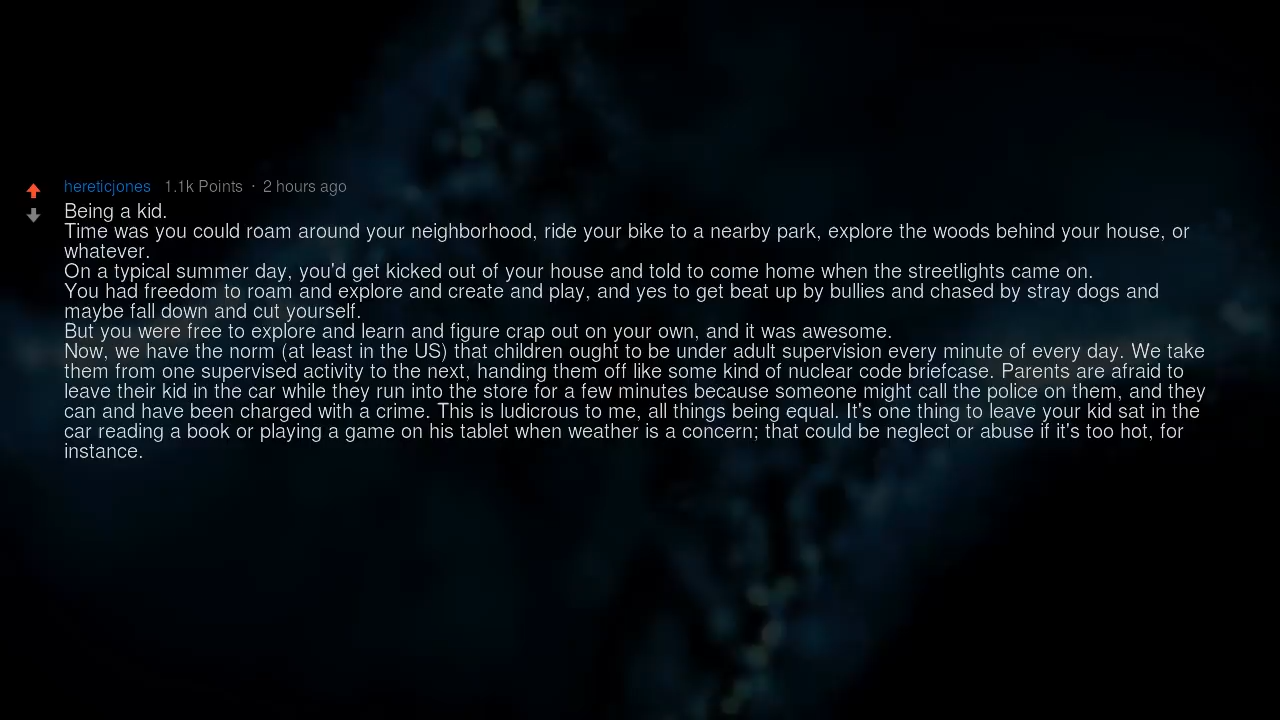 hereticjones 1.1k Points · 2 hours ago
Being a kid.
Time was you could roam around your neighborhood, ride your bike to a nearby park, explore the woods behind your house, or
whatever.
On a typical summer day, you'd get kicked out of your house and told to come home when the streetlights came on.
You had freedom to roam and explore and create and play, and yes to get beat up by bullies and chased by stray dogs and
maybe fall down and cut yourself.
But you were free to explore and learn and figure crap out on your own, and it was awesome.
Now, we have the norm (at least in the US) that children ought to be under adult supervision every minute of every day. We take
them from one supervised activity to the next, handing them off like some kind of nuclear code briefcase. Parents are afraid to
leave their kid in the car while they run into the store for a few minutes because someone might call the police on them, and they
can and have been charged with a crime. This is ludicrous to me, all things being equal. It's one thing to leave your kid sat in the
car reading a book or playing a game on his tablet when weather is a concern; that could be neglect or abuse if it's too hot, for
instance.